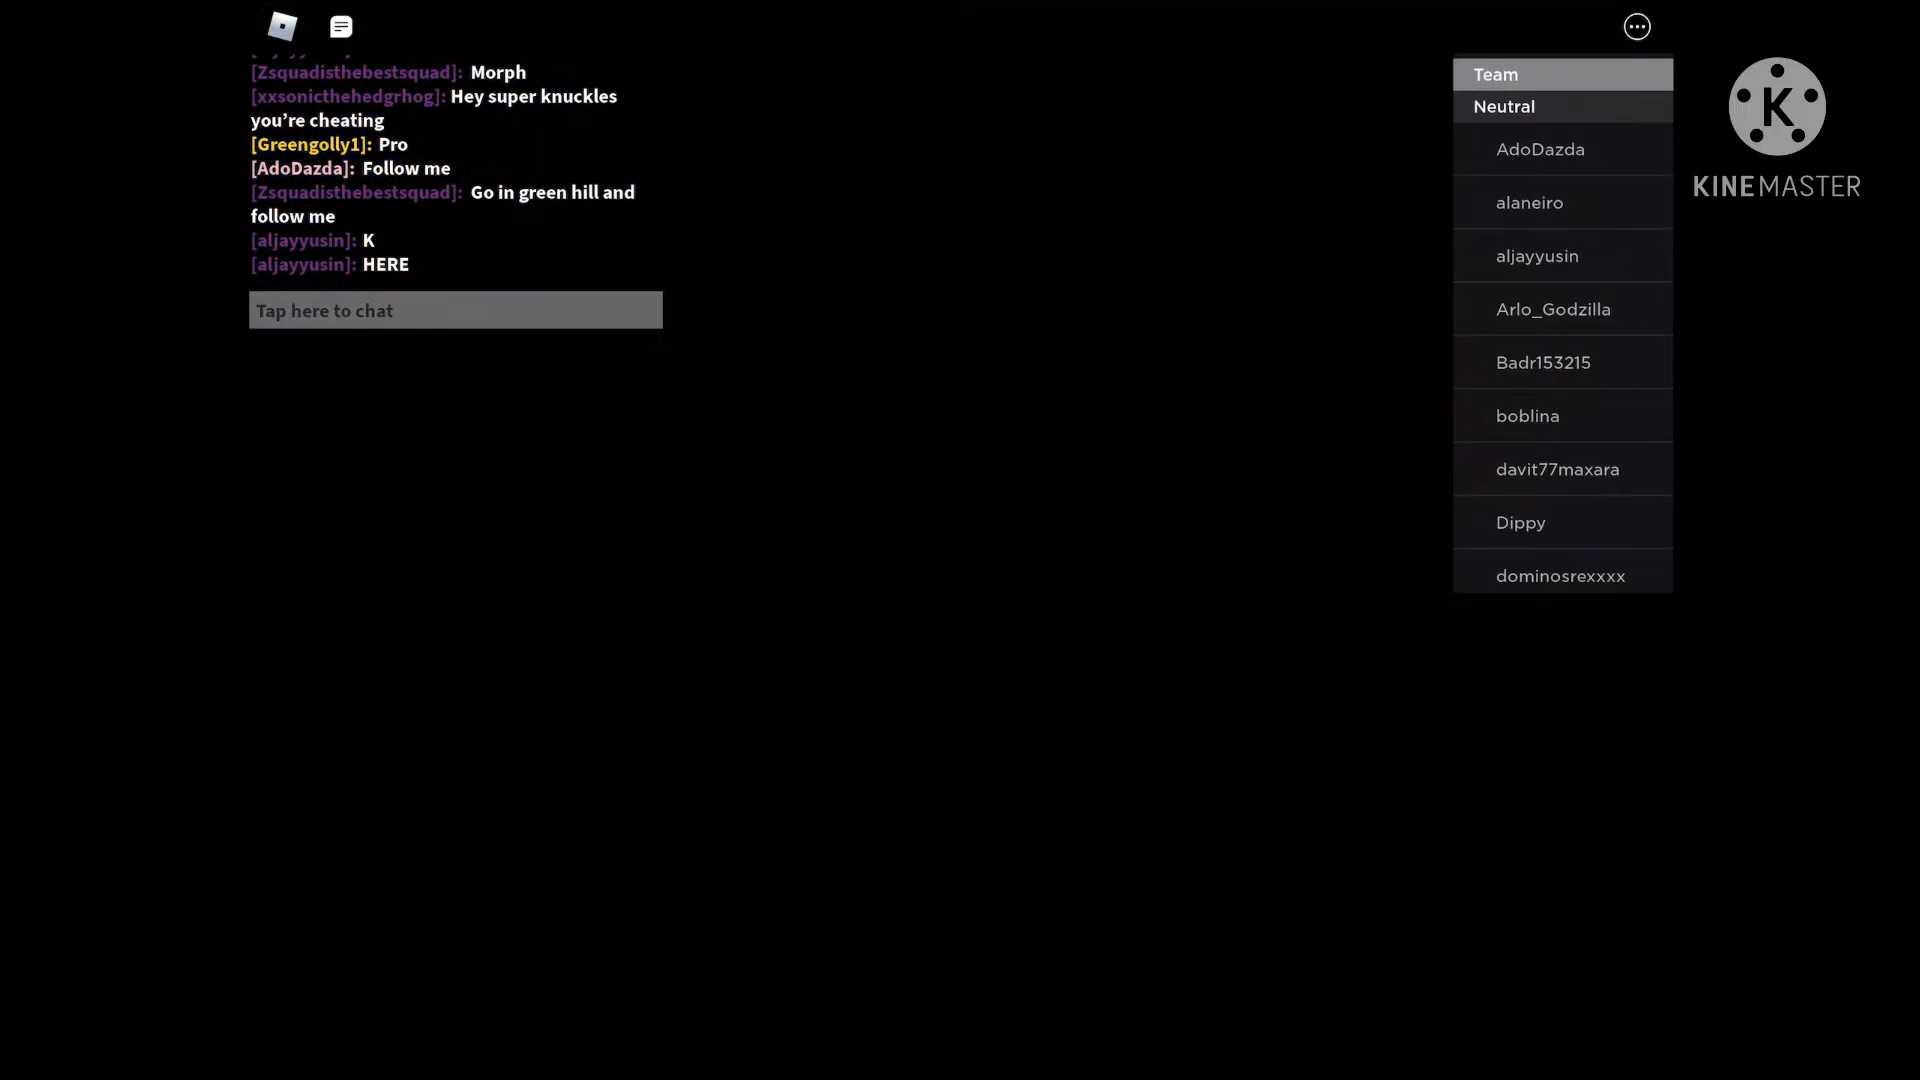 [Zsquadisthebestsquad]: Morph
[xxsonicthehedgrhog]: Hey super knuckles
you're cheating
[Greengolly1]: Pro
[AdoDazda]: Follow me
[Zsquadisthebestsquad]: Go in green hill and
follow me
[aljayyusin]: K
[aljayyusin]: HERE
Tap here to chat
Team
Neutral
AdoDazda
alaneiro
aljayyusin
Arlo_Godzilla
Badr153215
boblina
davit77maxara
Dippy
dominosrexxxx
K
KINEMASTER